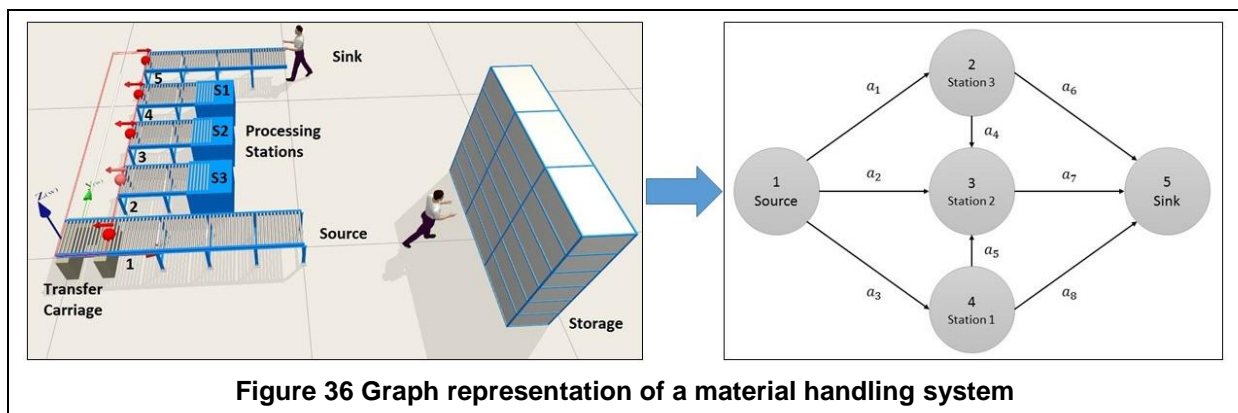 Sink
5
S1
4
S2
Processing
Stations
3
S3
2
Source
1
Transfer
Carriage
Storage
Z(w)
Y(w)
2
Station 3
a₁
a₆
a₄
1
Source
a₂
3
Station 2
a₇
5
Sink
a₅
a₃
4
Station 1
a₈
Figure 36 Graph representation of a material handling system